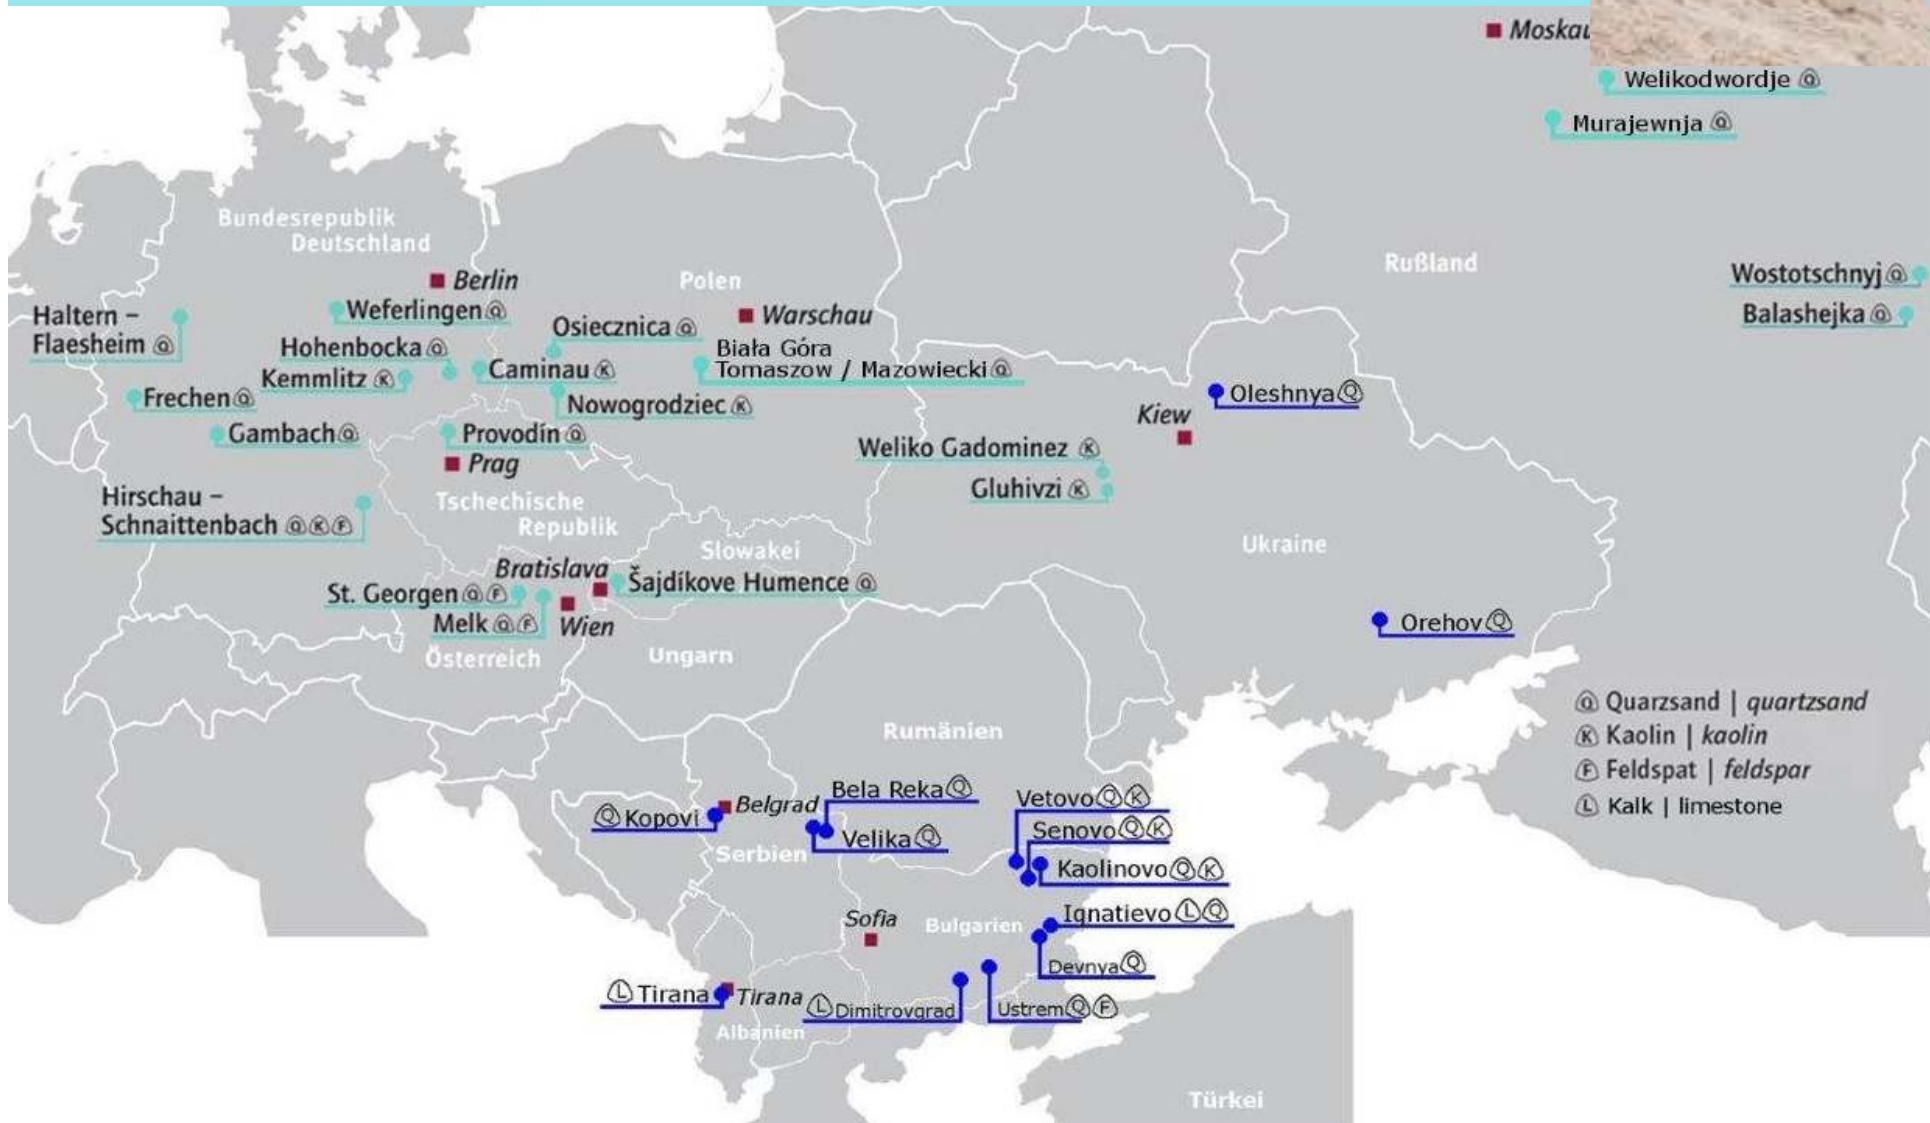 Moskau
Welikodwordje Q
Murajewnja Q
Bundesrepublik
Deutschland
Rußland
Wostotschnyj Q
Balashejka Q
Berlin
Polen
Haltern –
Flaesheim Q
Weferlingen Q
Warschau
Osiecznica Q
Hohenbocka Q
Biała Góra
Tomaszow / Mazowiecki Q
Kemmlitz K
Caminau K
Frechen Q
Nowogrodziec K
Oleshnya Q
Kiew
Gambach Q
Provodín Q
Weliko Gadominez K
Prag
Gluhivzi K
Hirschau –
Schnaittenbach Q K F
Tschechische
Republik
Slowakei
Ukraine
Bratislava
Šajdíkove Humence Q
St. Georgen Q F
Melk Q F
Wien
Orehov Q
Österreich
Ungarn
Q Quarzsand | quartzsand
K Kaolin | kaolin
F Feldspat | feldspar
L Kalk | limestone
Rumänien
Bela Reka Q
Vetovo Q K
Q Kopovi
Belgrad
Velika Q
Senovo Q K
Serbien
Kaolinovo Q K
Sofia
Bulgarien
Ignatievo L Q
Devnya Q
L Tirana
Tirana
L Dimitrovgrad
Ustrem Q F
Albanien
Türkei